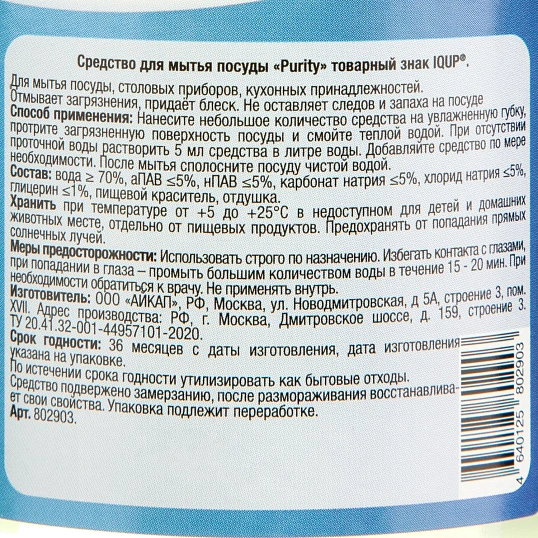 Средство для мытья посуды «Purity» товарный знак IQUP®.
Для мытья посуды, столовых приборов, кухонных принадлежностей.
Отмывает загрязнения, придаёт блеск. Не оставляет следов и запаха на посуде
Способ применения: Нанесите небольшое количество средства на увлажненную губку,
протрите загрязненную поверхность посуды и смойте теплой водой. При отсутствии
проточной воды растворить 5 мл средства в литре воды. Добавляйте средство по мере
необходимости. После мытья сполосните посуду чистой водой.
Состав: вода ≥ 70%, аПАВ ≤5%, нПАВ ≤5%, карбонат натрия ≤5%, хлорид натрия ≤5%,
глицерин ≤1%, пищевой краситель, отдушка.
Хранить при температуре от +5 до +25°C в недоступном для детей и домашних
животных месте, отдельно от пищевых продуктов. Предохранять от попадания прямых
солнечных лучей.
Меры предосторожности: Использовать строго по назначению. Избегать контакта с глазами,
при попадании в глаза – промыть большим количеством воды в течение 15 - 20 мин. При
необходимости обратиться к врачу. Не применять внутрь.
Изготовитель: ООО «АЙКАП», РФ, Москва, ул. Новодмитровская, д 5А, строение 3, пом.
XVII. Адрес производства: РФ, г. Москва, Дмитровское шоссе, д. 159, строение 3.
ТУ 20.41.32-001-44957101-2020.
Срок годности: 36 месяцев с даты изготовления, дата изготовления
указана на упаковке.
По истечении срока годности утилизировать как бытовые отходы.
Средство подвержено замерзанию, после размораживания восстанавлива-
ет свои свойства. Упаковка подлежит переработке.
Арт. 802903.
4 640125 802903